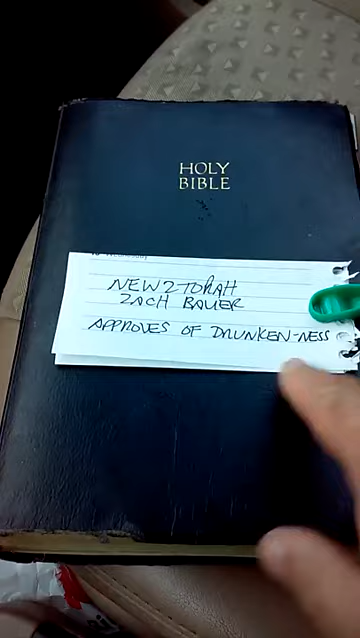 HOLY
BIBLE
NEW2TORAH
ZACH BAUER
APPROVES OF DRUNKEN-NESS